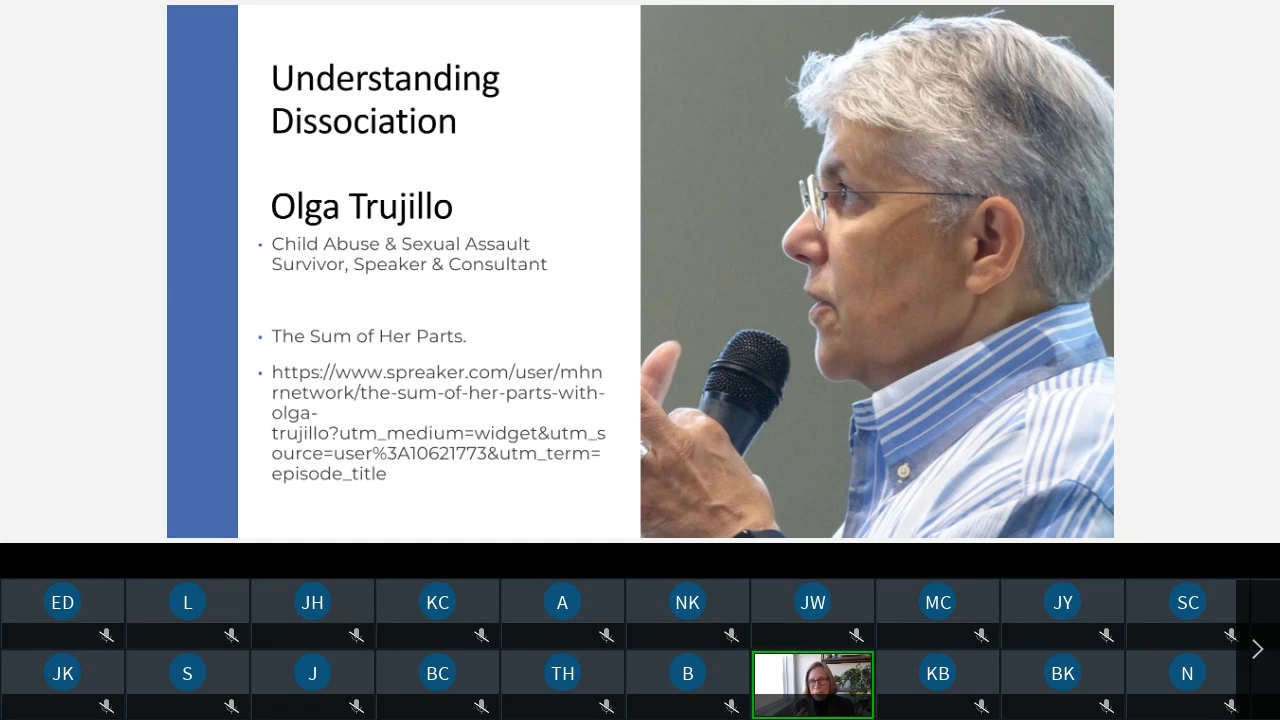 Understanding
Dissociation
Olga Trujillo
• Child Abuse & Sexual Assault
Survivor, Speaker & Consultant
• The Sum of Her Parts.
• https://www.spreaker.com/user/mhn
rnetwork/the-sum-of-her-parts-with-
olga-
trujillo?utm_medium=widget&utm_s
ource=user%3A10621773&utm_term=
episode_title
ED L JH KC A NK JW MC JY SC
JK S J BC TH B KB BK N